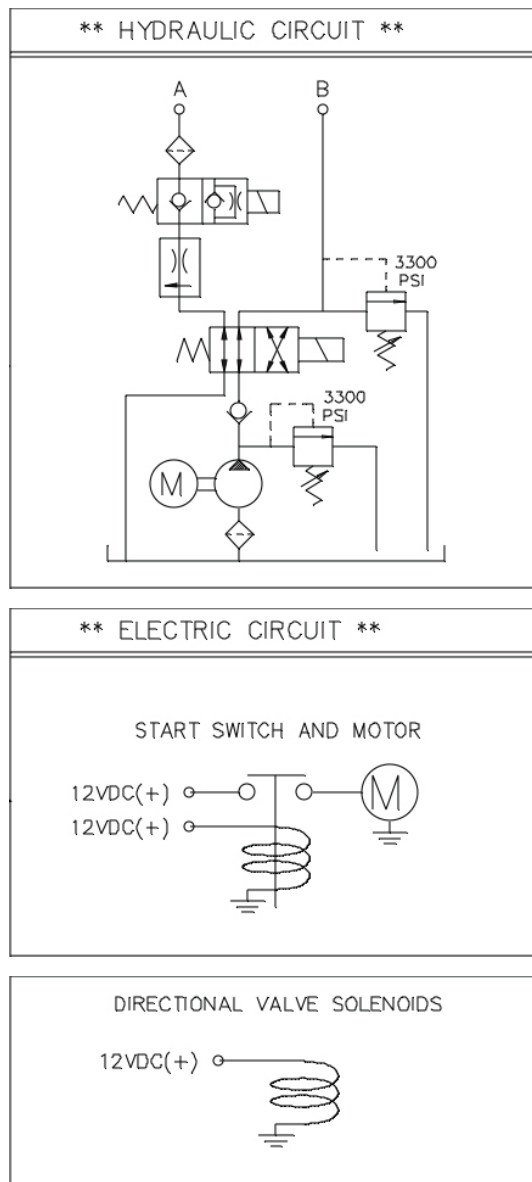 ** HYDRAULIC CIRCUIT **
A
B
3300
PSI
3300
PSI
M
** ELECTRIC CIRCUIT **
START SWITCH AND MOTOR
12VDC(+)
M
12VDC(+)
DIRECTIONAL VALVE SOLENOIDS
12VDC(+)